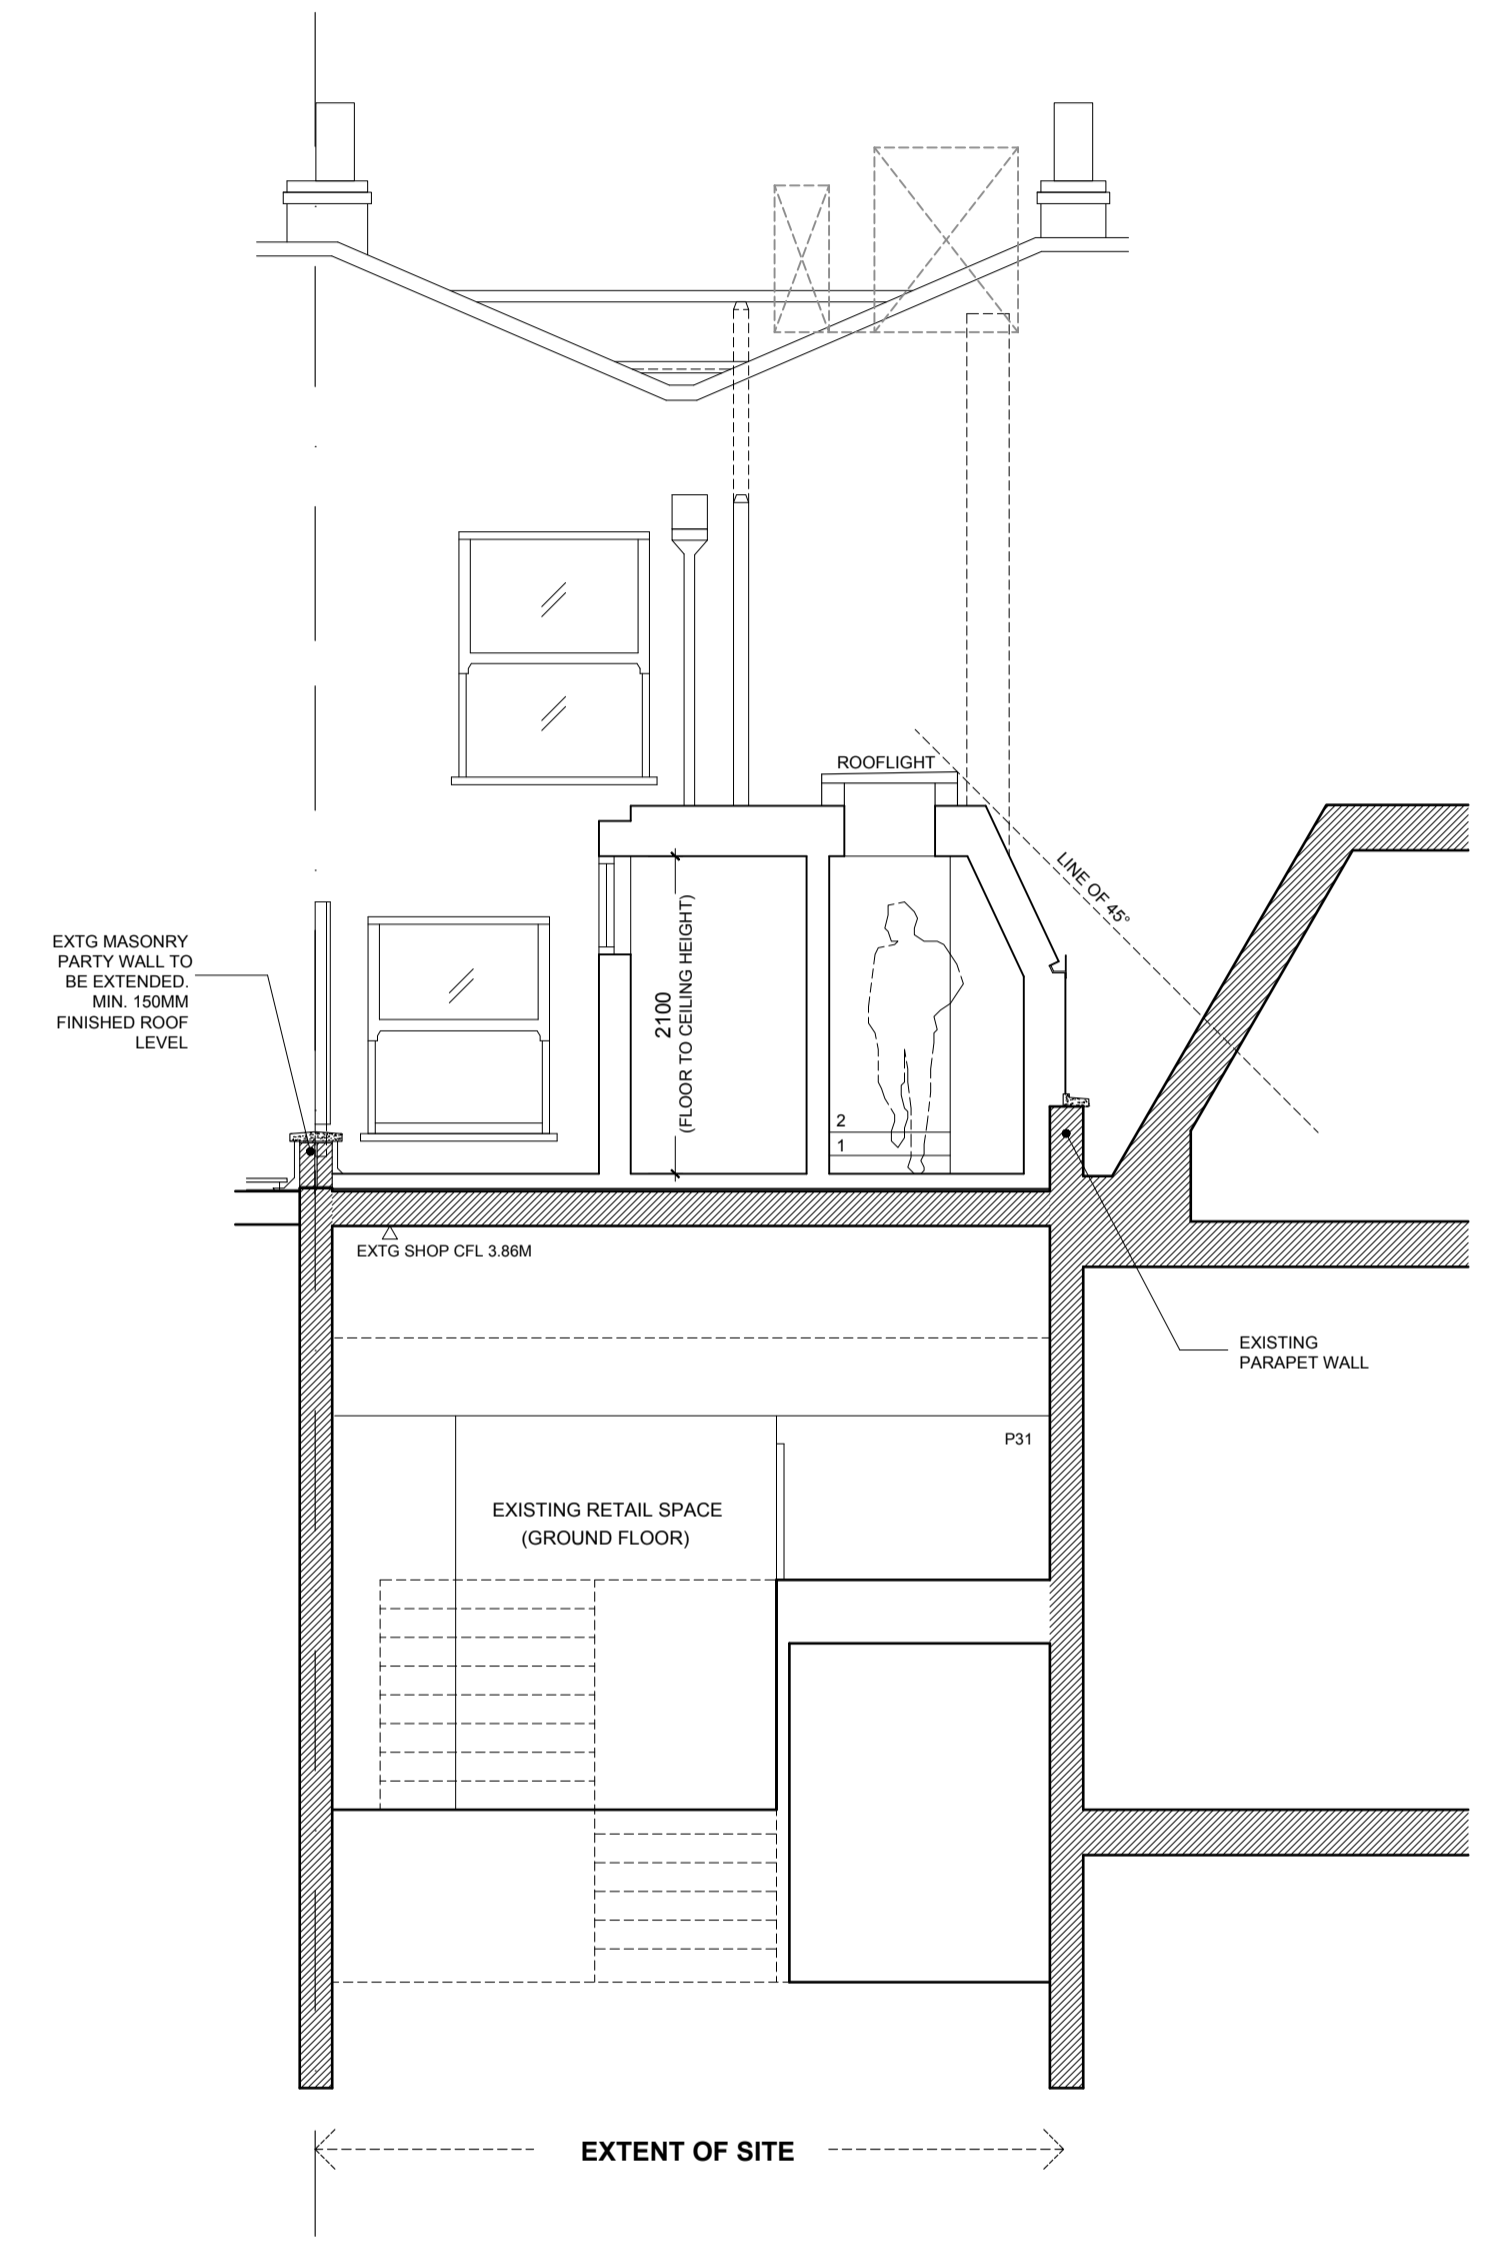 ROOFLIGHT
LINE OF 45°
EXTG MASONRY
PARTY WALL TO
BE EXTENDED.
MIN. 150MM
FINISHED ROOF
LEVEL
2100
(FLOOR TO CEILING HEIGHT)
2
1
EXTG SHOP CFL 3.86M
EXISTING
PARAPET WALL
P31
EXISTING RETAIL SPACE
(GROUND FLOOR)
EXTENT OF SITE